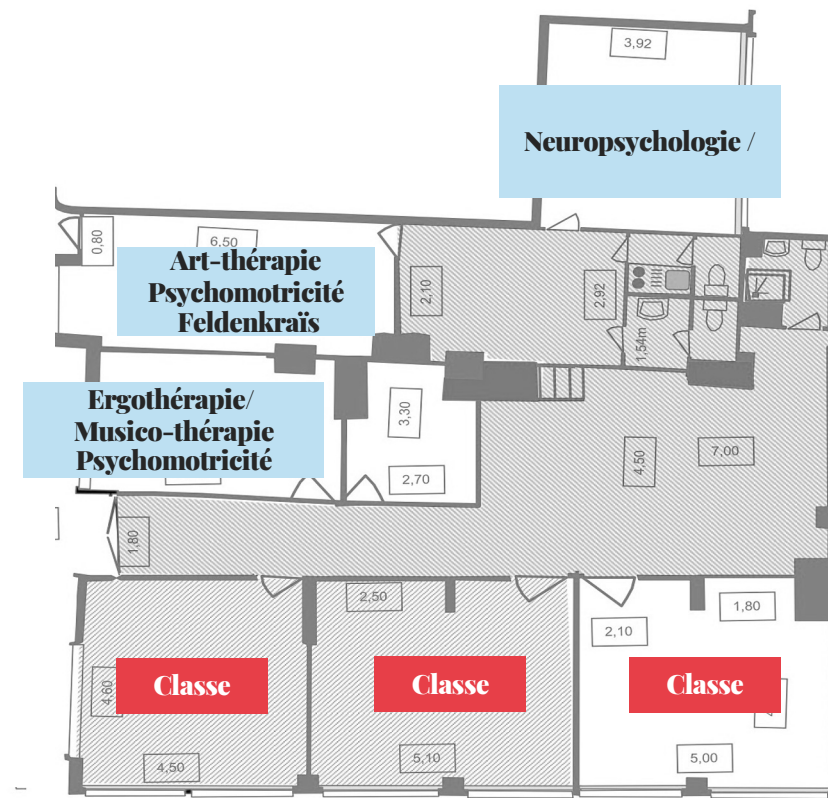 3,92
Neuropsychologie /
0,80
6,50
Art-thérapie
Psychomotricité
Feldenkraïs
2,10
2,92
1,54m
Ergothérapie/
Musico-thérapie
Psychomotricité
3,30
2,70
4,50
7,00
1,80
2,50
1,80
2,10
Classe
Classe
Classe
4,60
4,50
5,10
5,00